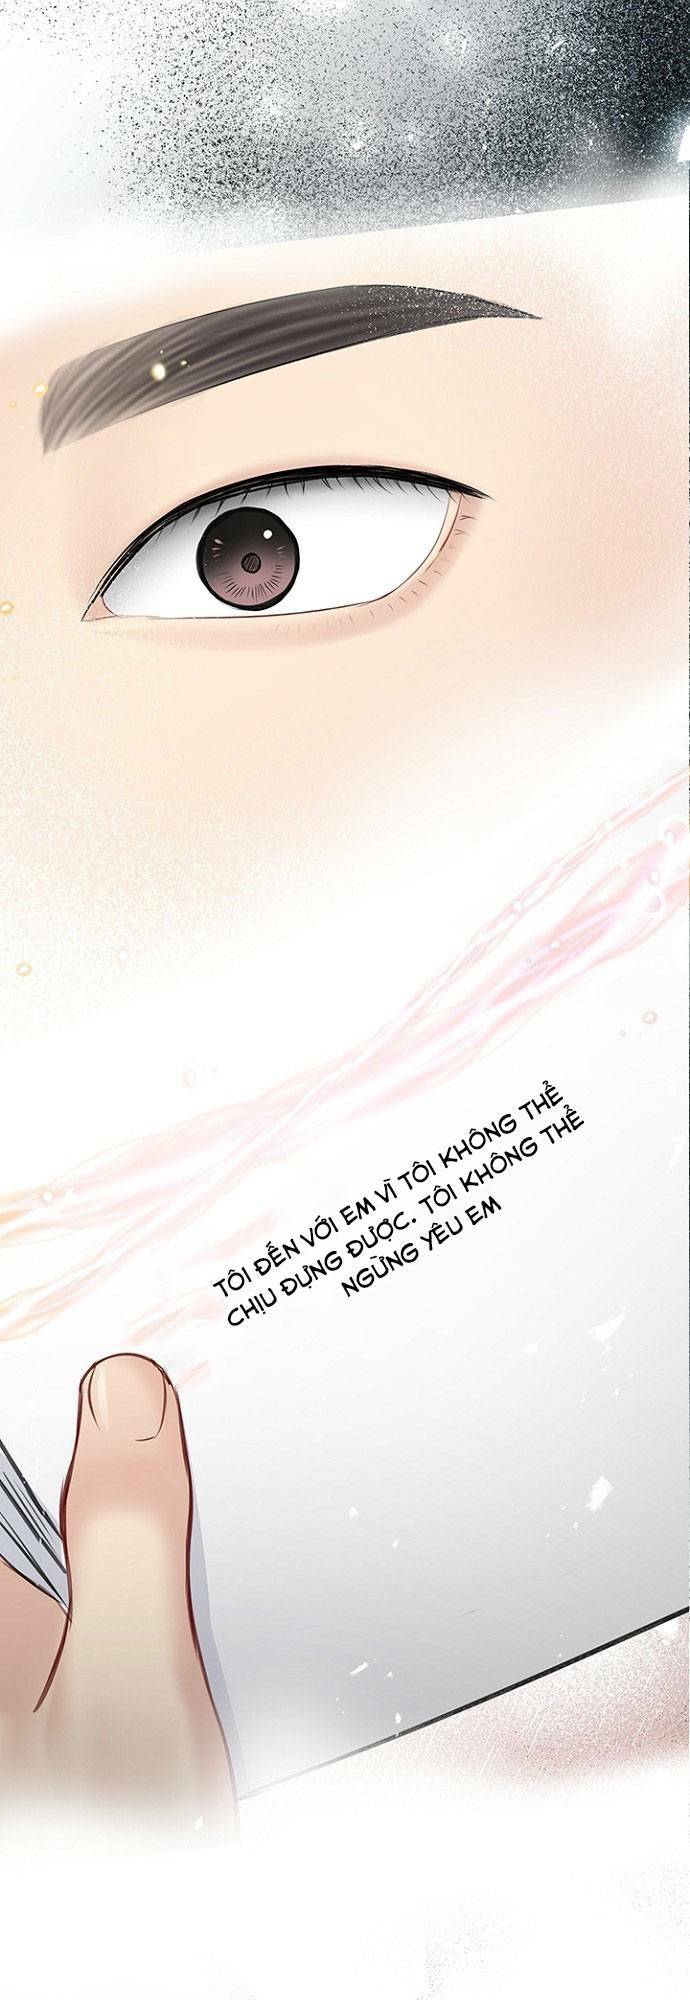 TÔI ĐẾN VỚI EM VÌ TÔI KHÔNG THỂ
CHỊU ĐỰNG ĐƯỢC. TÔI KHÔNG THỂ
NGỪNG YÊU EM